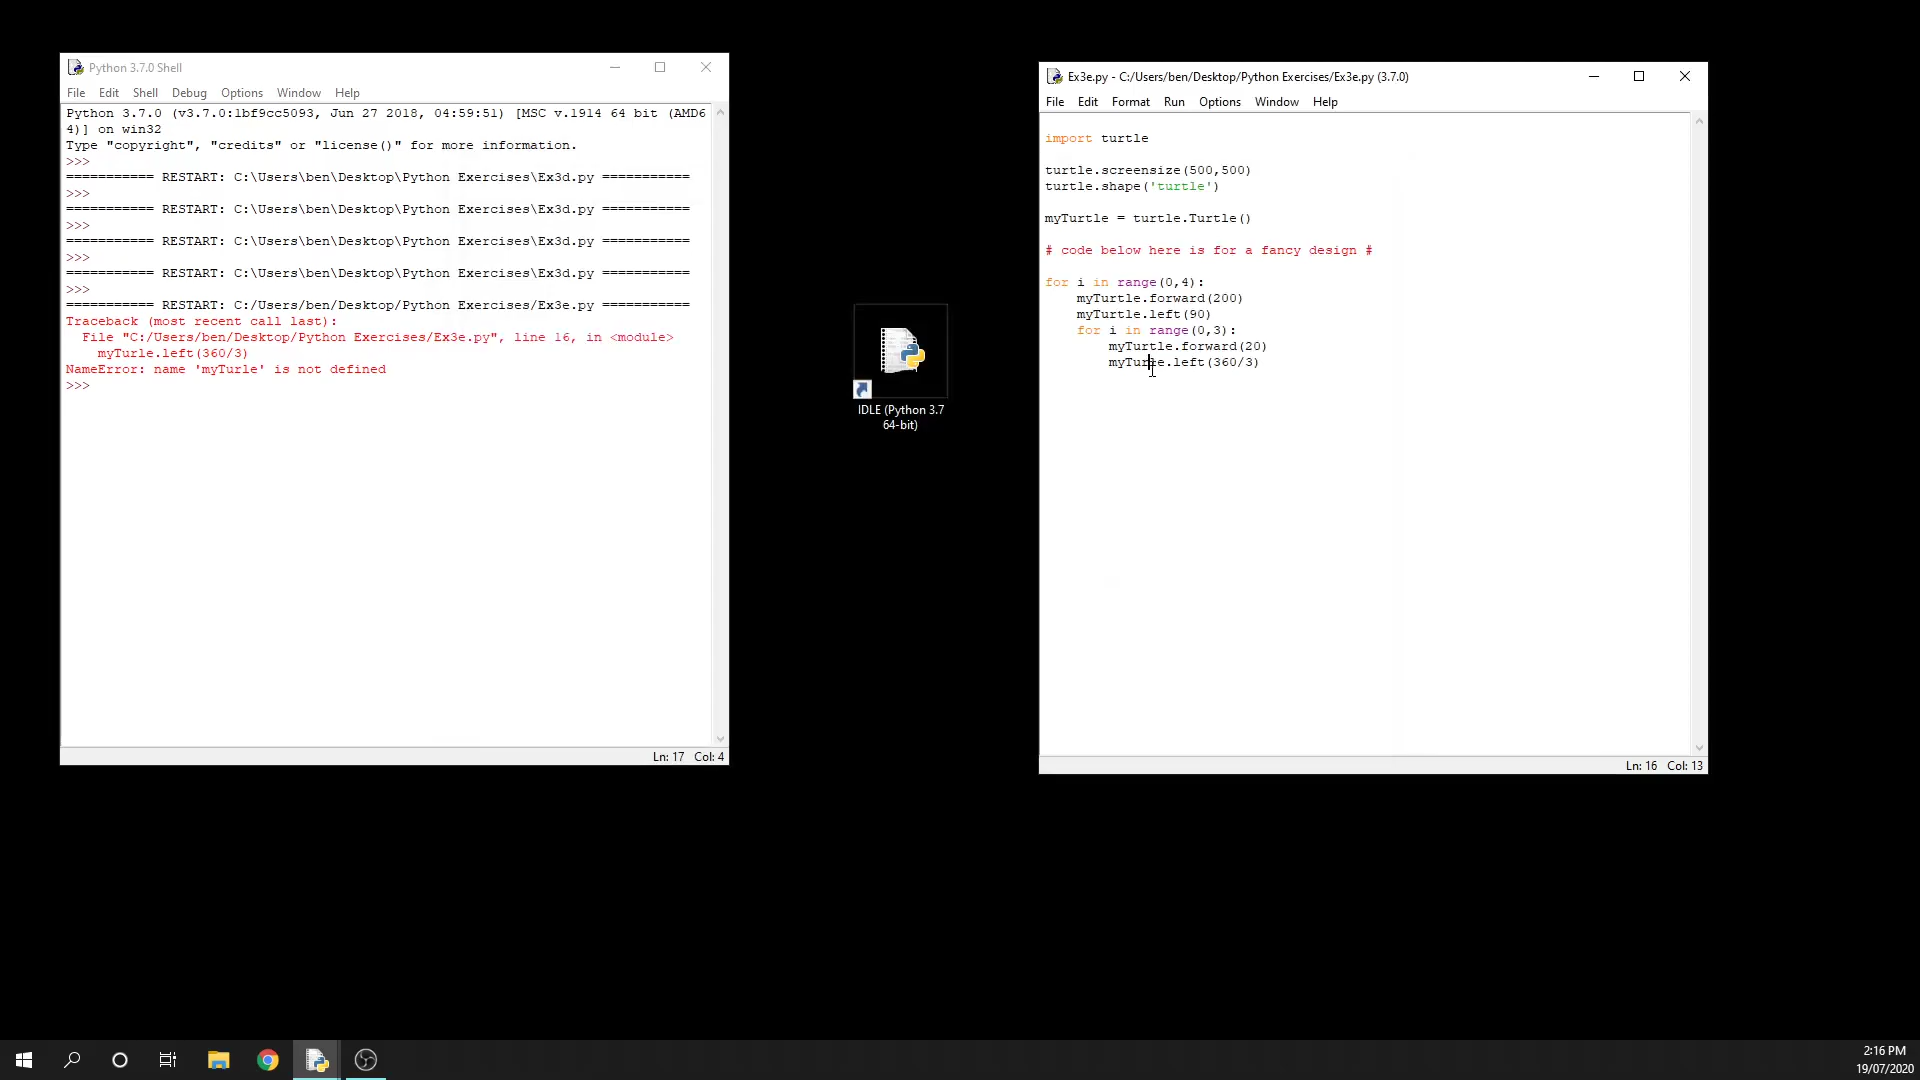 Python 3.7.0 Shell
File Edit Shell Debug Options Window Help
Python 3.7.0 (v3.7.0:1bf9cc5093, Jun 27 2018, 04:59:51) [MSC v.1914 64 bit (AMD6
4)] on win32
Type "copyright", "credits" or "license()" for more information.
>>>
=========== RESTART: C:\Users\ben\Desktop\Python Exercises\Ex3d.py ===========
>>>
=========== RESTART: C:\Users\ben\Desktop\Python Exercises\Ex3d.py ===========
>>>
=========== RESTART: C:\Users\ben\Desktop\Python Exercises\Ex3d.py ===========
>>>
=========== RESTART: C:\Users\ben\Desktop\Python Exercises\Ex3d.py ===========
>>>
=========== RESTART: C:/Users/ben/Desktop/Python Exercises/Ex3e.py ===========
Traceback (most recent call last):
  File "C:/Users/ben/Desktop/Python Exercises/Ex3e.py", line 16, in <module>
    myTurle.left(360/3)
NameError: name 'myTurle' is not defined
>>>
Ln: 17 Col: 4
IDLE (Python 3.7
64-bit)
Ex3e.py - C:/Users/ben/Desktop/Python Exercises/Ex3e.py (3.7.0)
File Edit Format Run Options Window Help
import turtle
turtle.screensize(500,500)
turtle.shape('turtle')
myTurtle = turtle.Turtle()
# code below here is for a fancy design #
for i in range(0,4):
    myTurtle.forward(200)
    myTurtle.left(90)
    for i in range(0,3):
        myTurtle.forward(20)
        myTurle.left(360/3)
Ln: 16 Col: 13
2:16 PM
19/07/2020